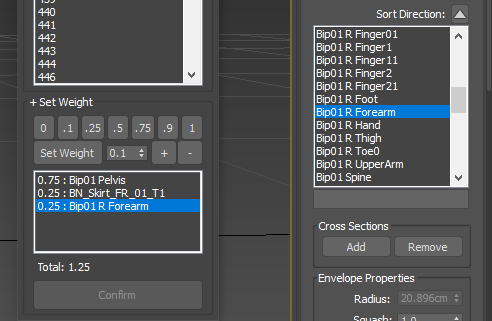 440
441
442
443
444
446
+ Set Weight
0 .1 .25 .5 .75 .9 1
Set Weight 0.1 + -
0.75 : Bip01 Pelvis
0.25 : BN_Skirt_FR_01_T1
0.25 : Bip01 R Forearm
Total: 1.25
Confirm
Sort Direction:
Bip01 R Finger01
Bip01 R Finger1
Bip01 R Finger11
Bip01 R Finger2
Bip01 R Finger21
Bip01 R Foot
Bip01 R Forearm
Bip01 R Hand
Bip01 R Thigh
Bip01 R Toe0
Bip01 R UpperArm
Bip01 Spine
Cross Sections
Add Remove
Envelope Properties
Radius: 20.896cm
Squash: 1.0